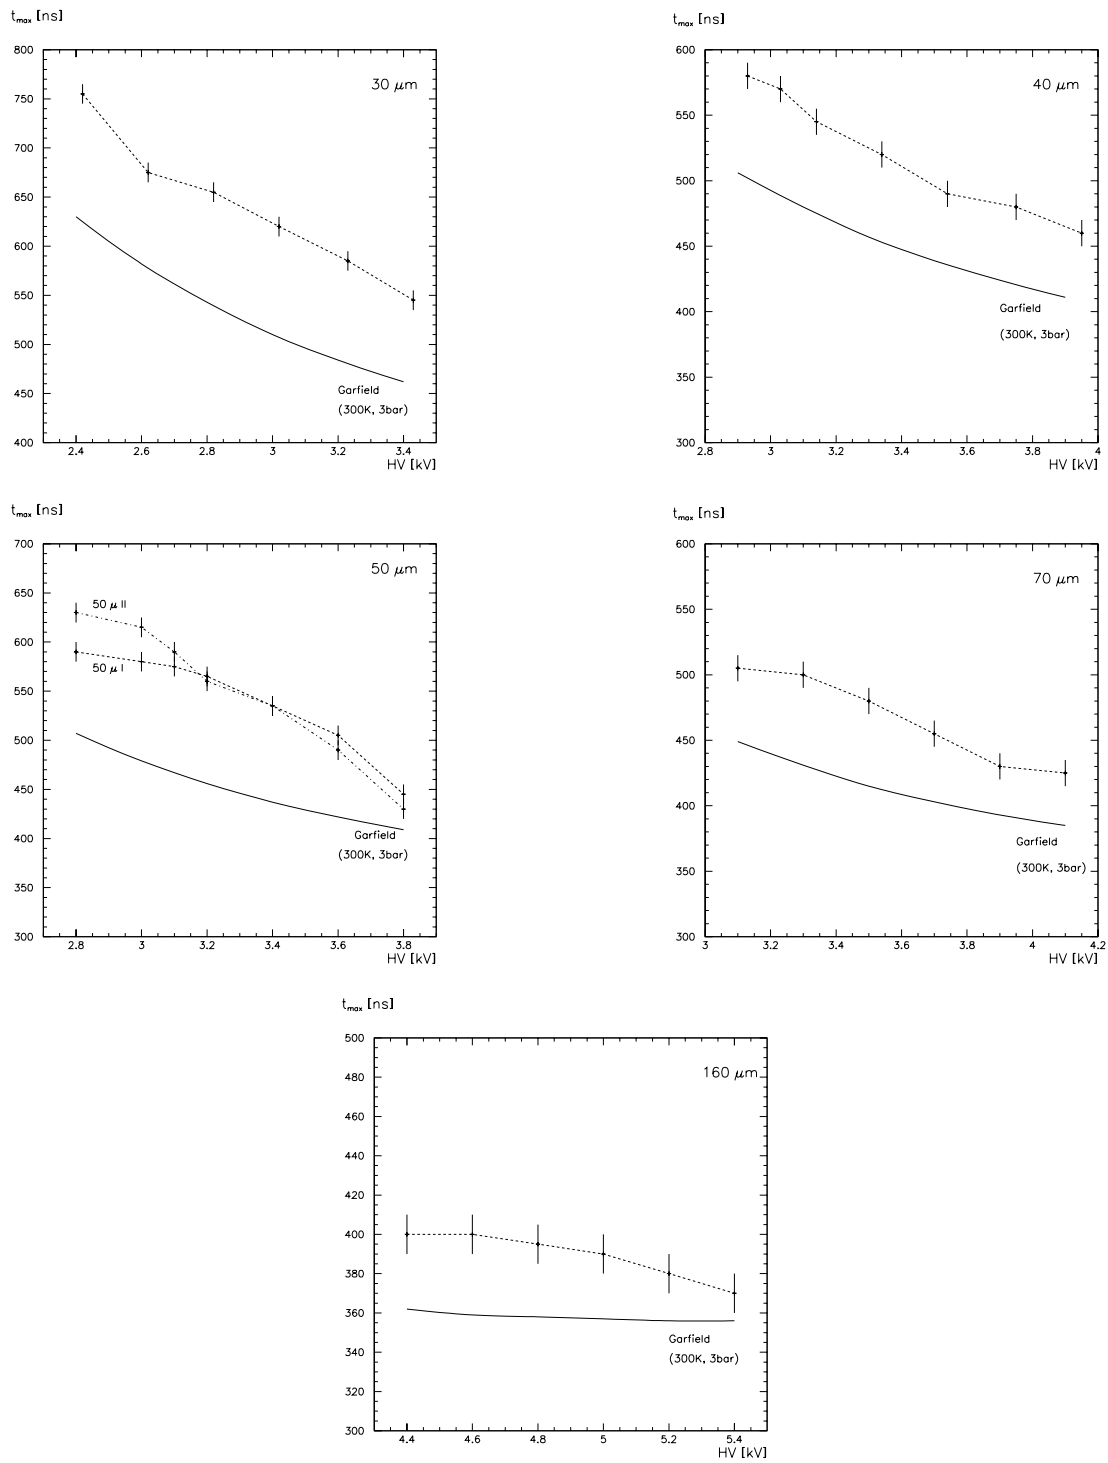 t_max [ns]
800
750
700
650
600
550
500
450
400
30 μm
Garfield
(300K, 3bar)
2.4 2.6 2.8 3 3.2 3.4
HV [kV]
t_max [ns]
600
550
500
450
400
350
300
40 μm
Garfield
(300K, 3bar)
2.8 3 3.2 3.4 3.6 3.8 4
HV [kV]
t_max [ns]
700
650
600
550
500
450
400
350
300
50 μm
50 μ II
50 μ I
Garfield
(300K, 3bar)
2.8 3 3.2 3.4 3.6 3.8
HV [kV]
t_max [ns]
600
550
500
450
400
350
300
70 μm
Garfield
(300K, 3bar)
3 3.2 3.4 3.6 3.8 4 4.2
HV [kV]
t_max [ns]
500
480
460
440
420
400
380
360
340
320
300
160 μm
Garfield
(300K, 3bar)
4.4 4.6 4.8 5 5.2 5.4
HV [kV]